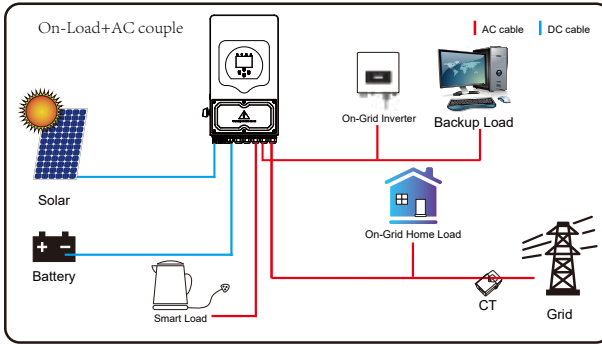 On-Load+AC couple
AC cable
DC cable
On-Grid Inverter
Backup Load
Solar
On-Grid Home Load
Battery
Smart Load
CT
Grid